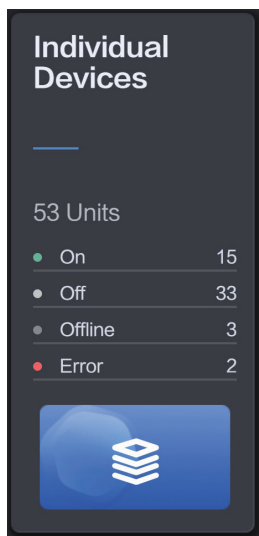 Individual
Devices
53 Units
On 15
Off 33
Offline 3
Error 2